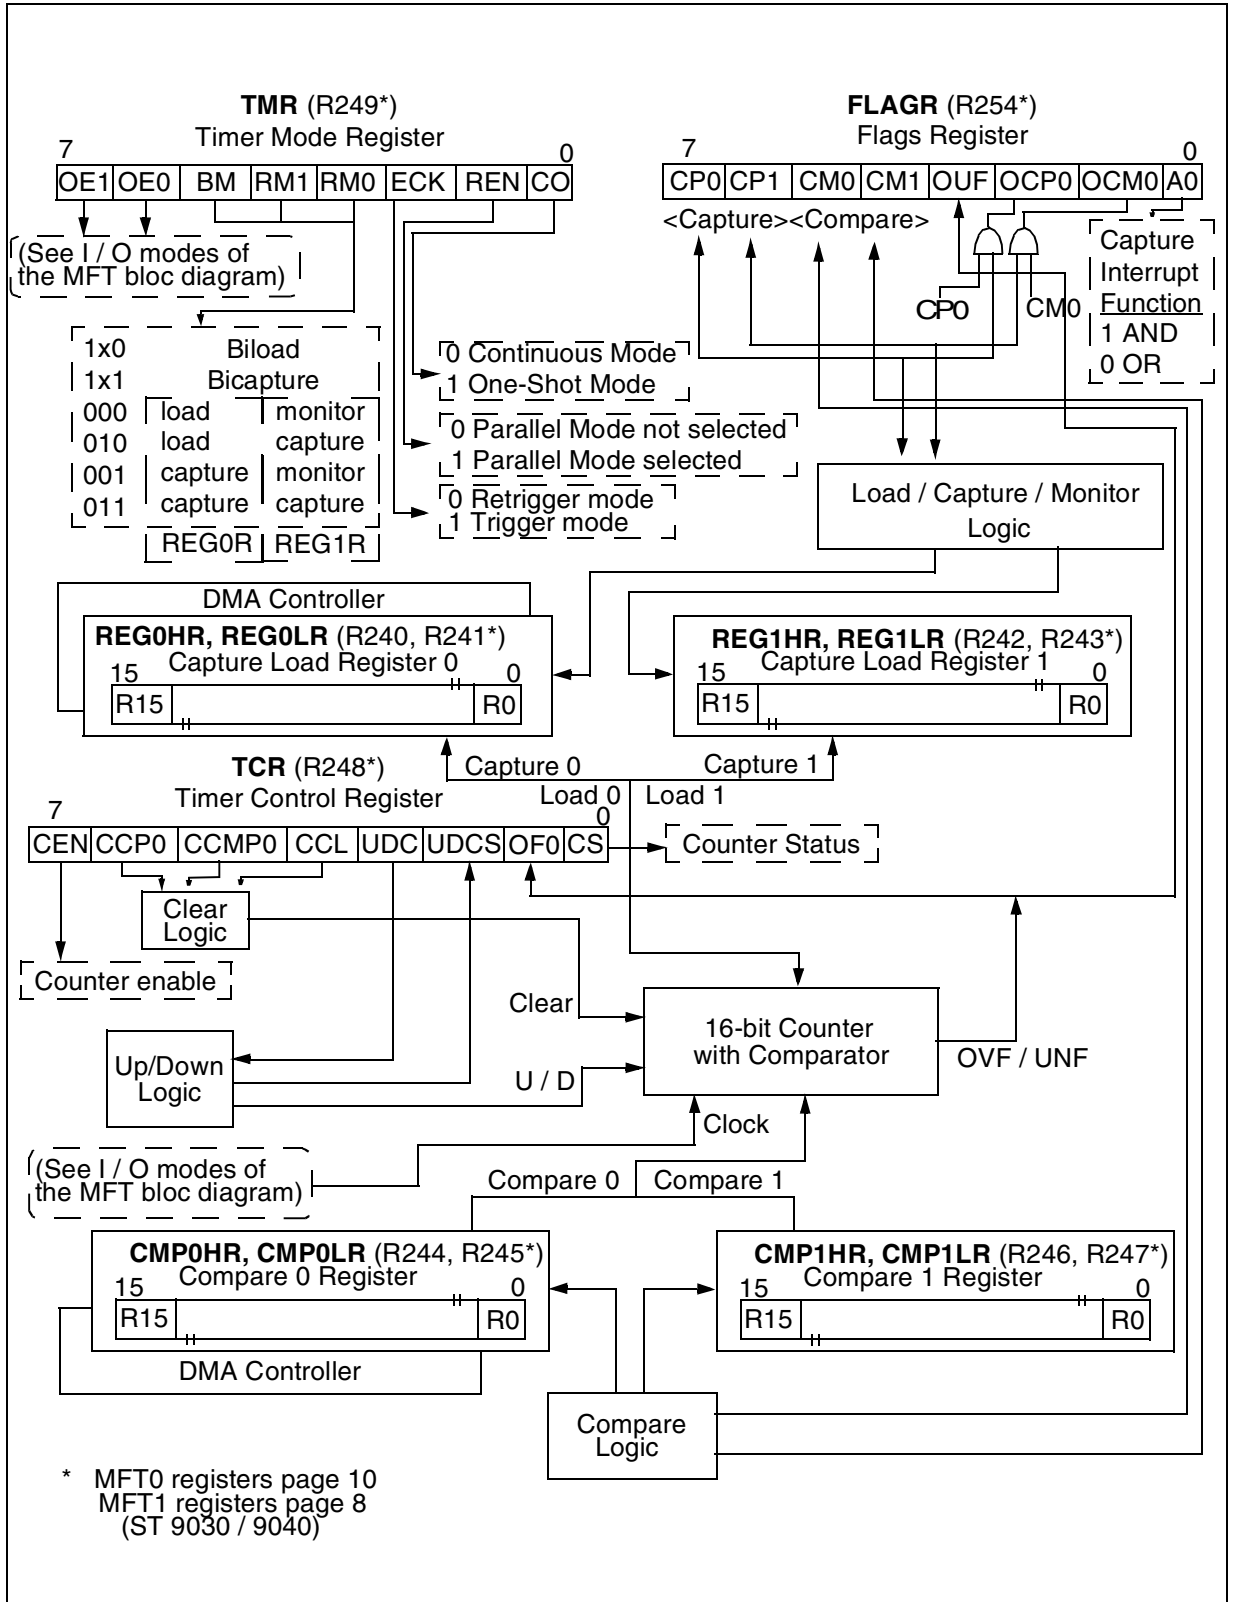 TMR (R249*)
Timer Mode Register
7 0
OE1 OE0 BM RM1 RM0 ECK REN CO
(See I / O modes of
the MFT bloc diagram)
1x0 Biload
1x1 Bicapture
000 load monitor
010 load capture
001 capture monitor
011 capture capture
REG0R REG1R
0 Continuous Mode
1 One-Shot Mode
0 Parallel Mode not selected
1 Parallel Mode selected
0 Retrigger mode
1 Trigger mode
FLAGR (R254*)
Flags Register
7 0
CP0 CP1 CM0 CM1 OUF OCP0 OCM0 A0
<Capture><Compare>
CP0 CM0
Capture
Interrupt
Function
1 AND
0 OR
Load / Capture / Monitor
Logic
DMA Controller
REG0HR, REG0LR (R240, R241*)
Capture Load Register 0
15 0
R15 R0
REG1HR, REG1LR (R242, R243*)
Capture Load Register 1
15 0
R15 R0
Capture 0 Capture 1
Load 0 Load 1
TCR (R248*)
Timer Control Register
7 0
CEN CCP0 CCMP0 CCL UDC UDCS OF0 CS
Counter Status
Clear
Logic
Counter enable
Up/Down
Logic
Clear
U / D
16-bit Counter
with Comparator
OVF / UNF
Clock
(See I / O modes of
the MFT bloc diagram)
Compare 0 Compare 1
CMP0HR, CMP0LR (R244, R245*)
Compare 0 Register
15 0
R15 R0
DMA Controller
CMP1HR, CMP1LR (R246, R247*)
Compare 1 Register
15 0
R15 R0
Compare
Logic
* MFT0 registers page 10
MFT1 registers page 8
(ST 9030 / 9040)